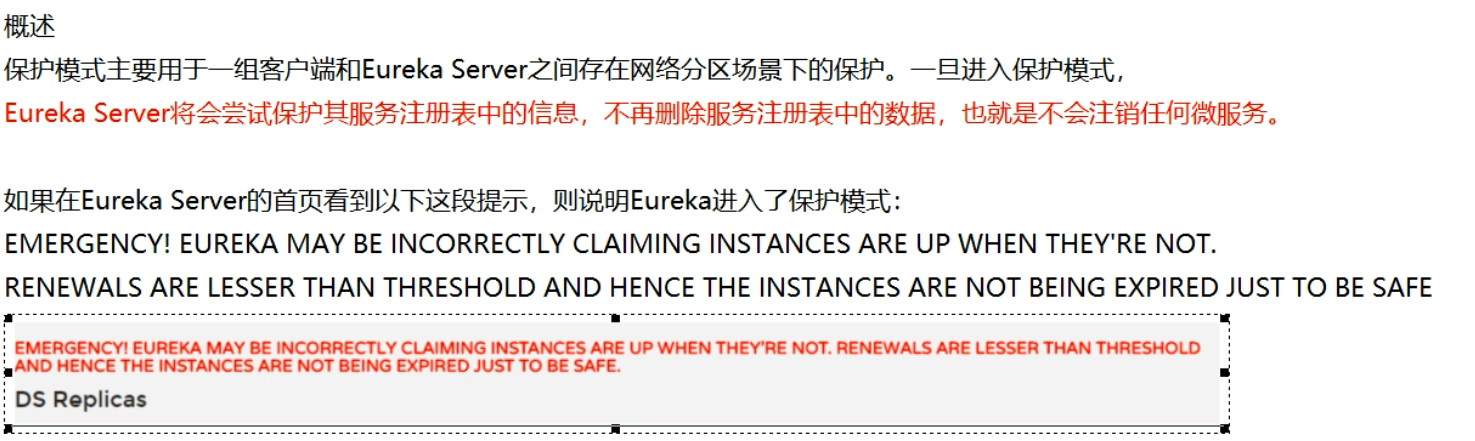 概述
保护模式主要用于一组客户端和Eureka Server之间存在网络分区场景下的保护。一旦进入保护模式，
Eureka Server将会尝试保护其服务注册表中的信息，不再删除服务注册表中的数据，也就是不会注销任何微服务。
如果在Eureka Server的首页看到以下这段提示，则说明Eureka进入了保护模式：
EMERGENCY! EUREKA MAY BE INCORRECTLY CLAIMING INSTANCES ARE UP WHEN THEY'RE NOT.
RENEWALS ARE LESSER THAN THRESHOLD AND HENCE THE INSTANCES ARE NOT BEING EXPIRED JUST TO BE SAFE
EMERGENCY! EUREKA MAY BE INCORRECTLY CLAIMING INSTANCES ARE UP WHEN THEY'RE NOT. RENEWALS ARE LESSER THAN THRESHOLD
AND HENCE THE INSTANCES ARE NOT BEING EXPIRED JUST TO BE SAFE.
DS Replicas